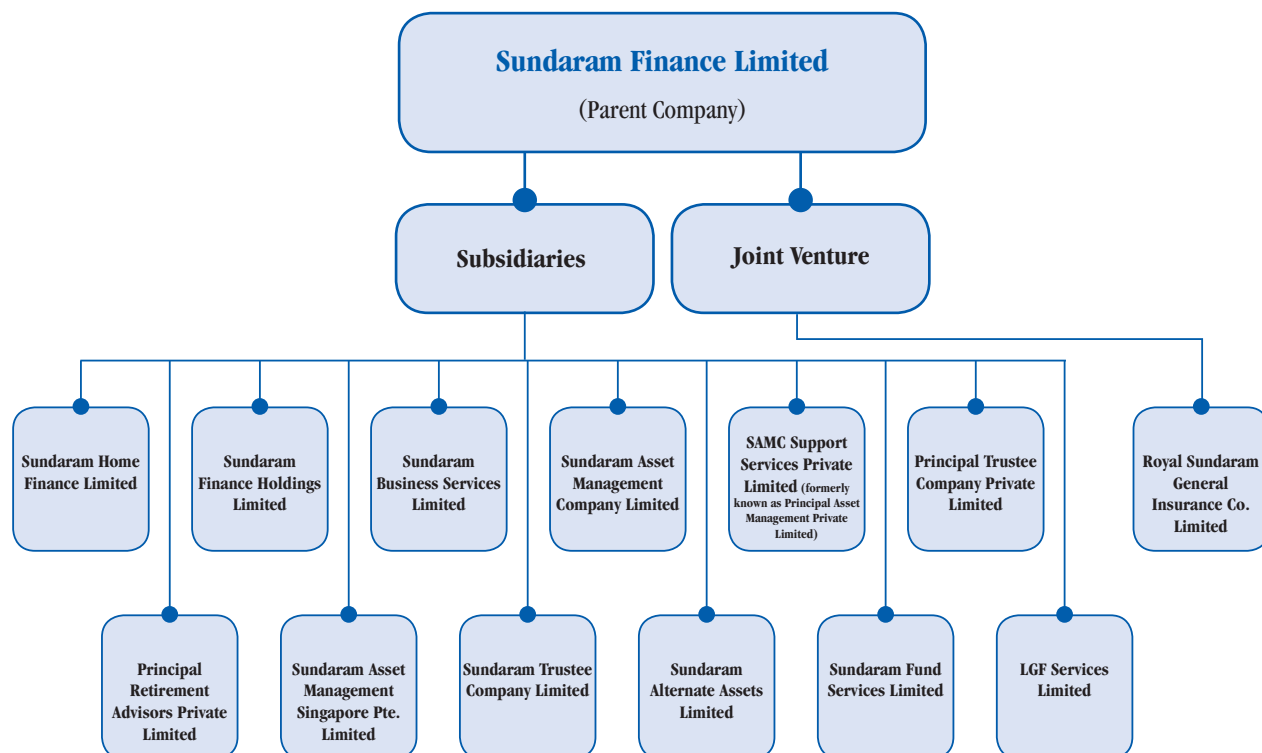 Sundaram Finance Limited
(Parent Company)
Subsidiaries
Joint Venture
Sundaram Home
Finance Limited
Sundaram
Finance Holdings
Limited
Sundaram
Business Services
Limited
Sundaram Asset
Management
Company Limited
SAMC Support
Services Private
Limited (formerly
known as Principal Asset
Management Private
Limited)
Principal Trustee
Company Private
Limited
Royal Sundaram
General
Insurance Co.
Limited
Principal
Retirement
Advisors Private
Limited
Sundaram Asset
Management
Singapore Pte.
Limited
Sundaram Trustee
Company Limited
Sundaram
Alternate Assets
Limited
Sundaram Fund
Services Limited
LGF Services
Limited